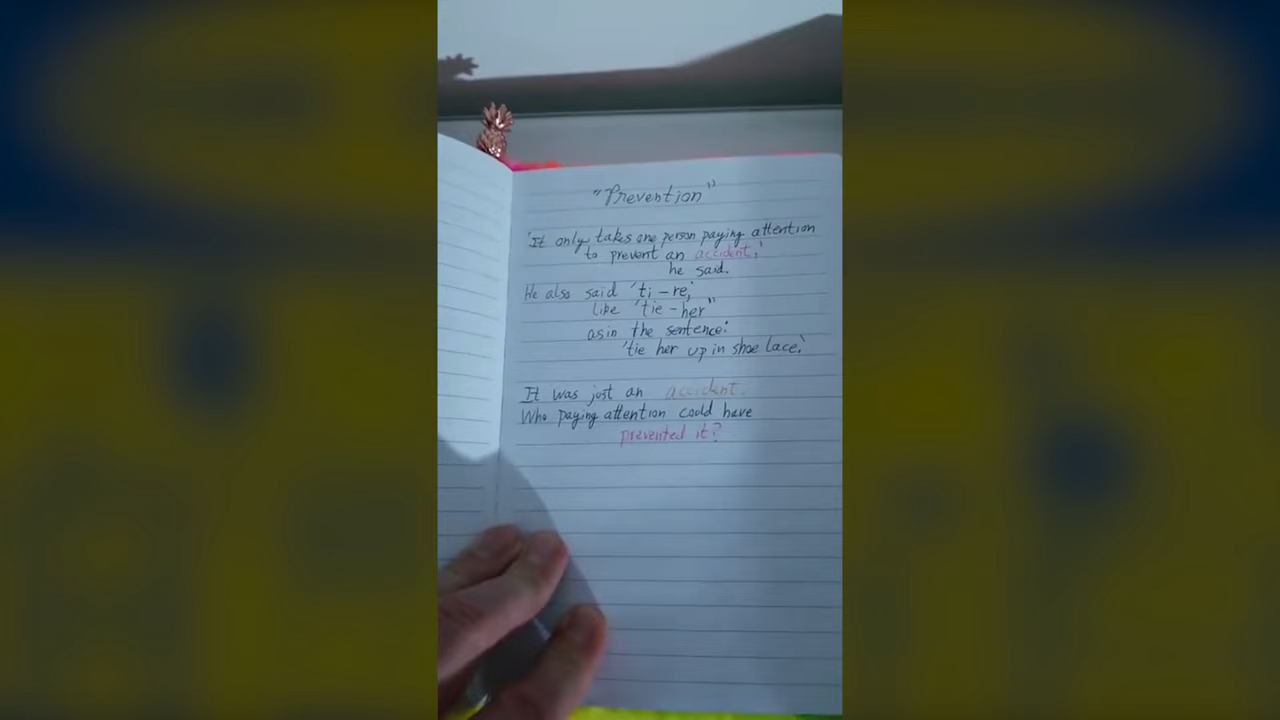 "Prevention"
'It only takes one person paying attention
to prevent an accident,'
he said.
He also said 'ti-re,'
like 'tie-her"
as in the sentence:
'tie her up in shoe lace.'
It was just an accident.
Who paying attention could have
prevented it?